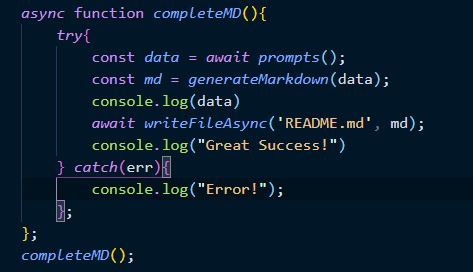 async function completeMD(){
    try{
        const data = await prompts();
        const md = generateMarkdown(data);
        console.log(data)
        await writeFileAsync('README.md', md);
        console.log("Great Success!")
    } catch(err){
        console.log("Error!");
    };
};
completeMD();